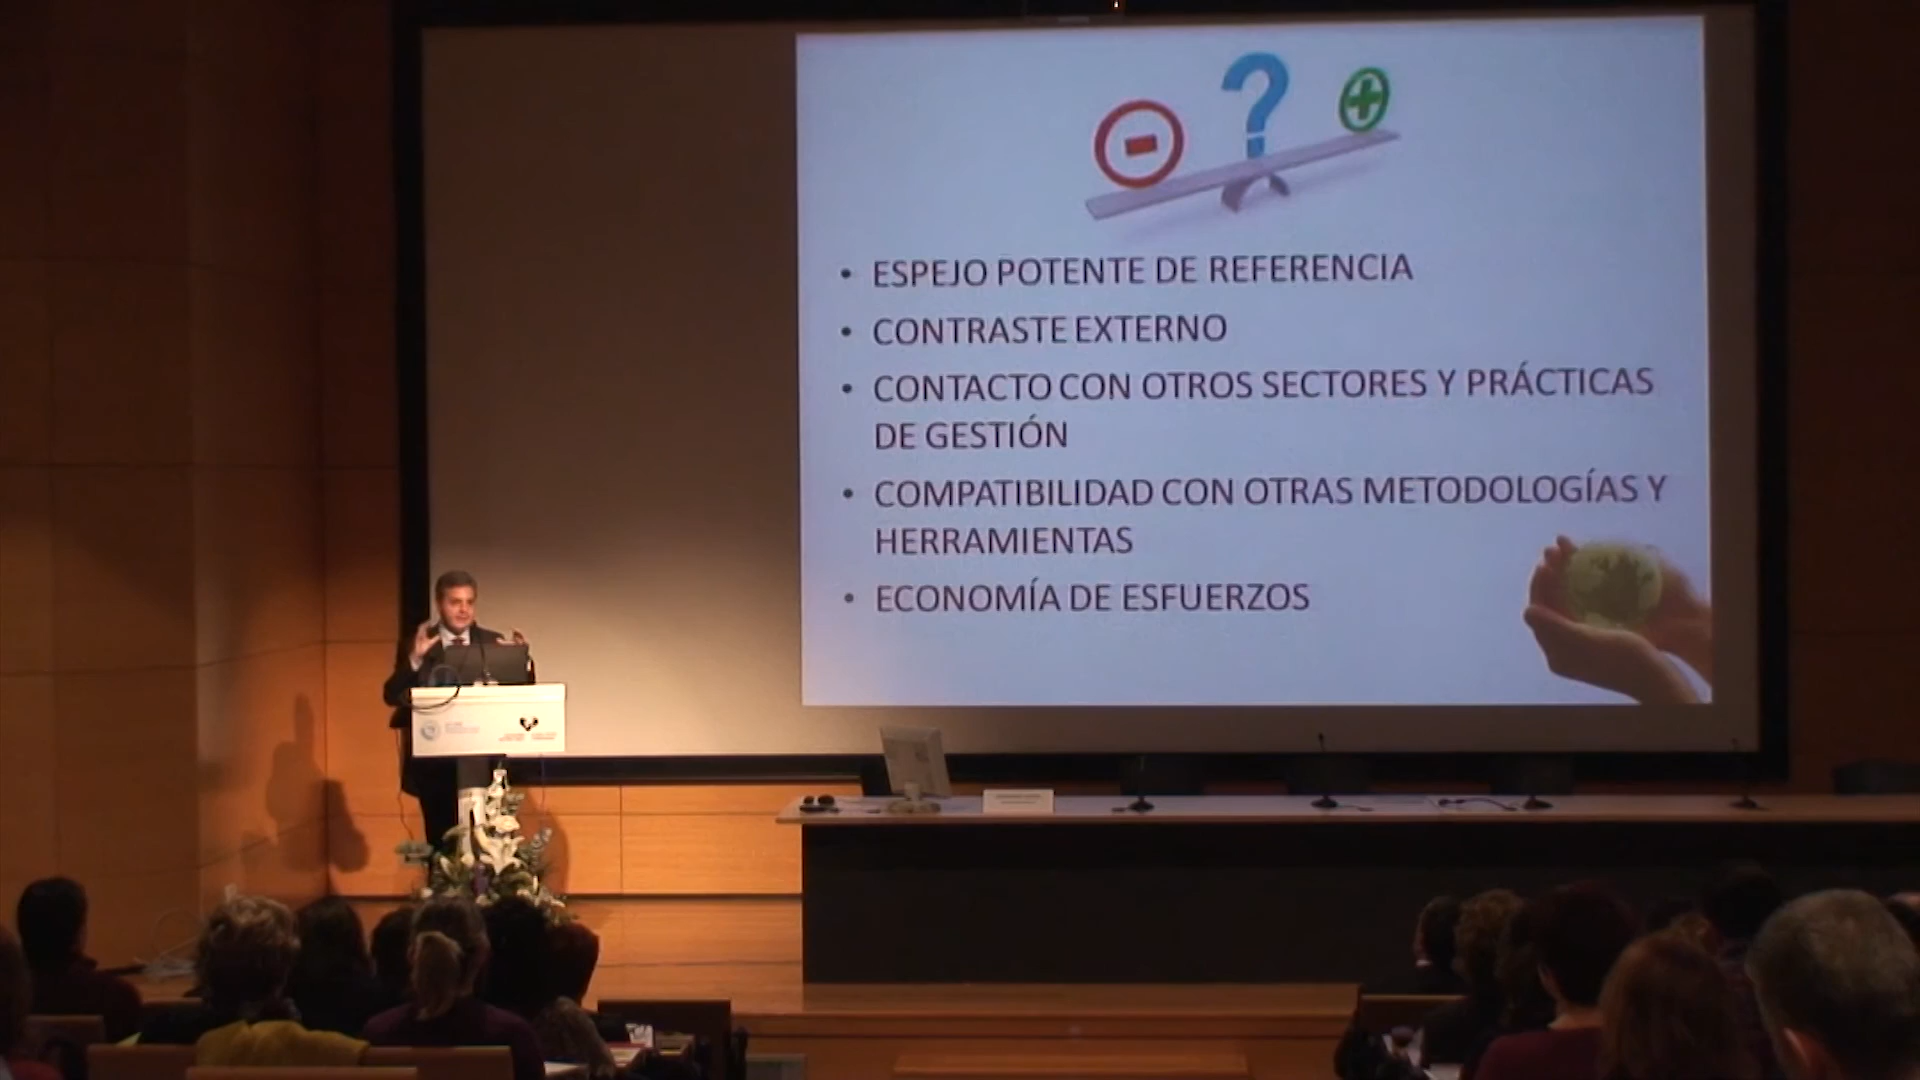 • ESPEJO POTENTE DE REFERENCIA
• CONTRASTE EXTERNO
• CONTACTO CON OTROS SECTORES Y PRÁCTICAS
DE GESTIÓN
• COMPATIBILIDAD CON OTRAS METODOLOGÍAS Y
HERRAMIENTAS
• ECONOMÍA DE ESFUERZOS